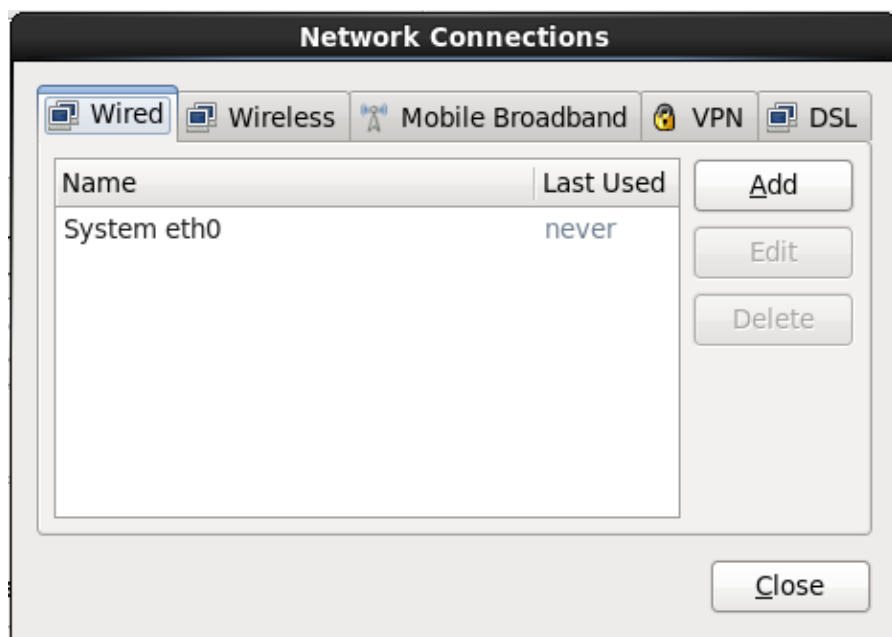 Network Connections
Wired Wireless Mobile Broadband VPN DSL
Name Last Used Add
System eth0 never
Edit
Delete
Close